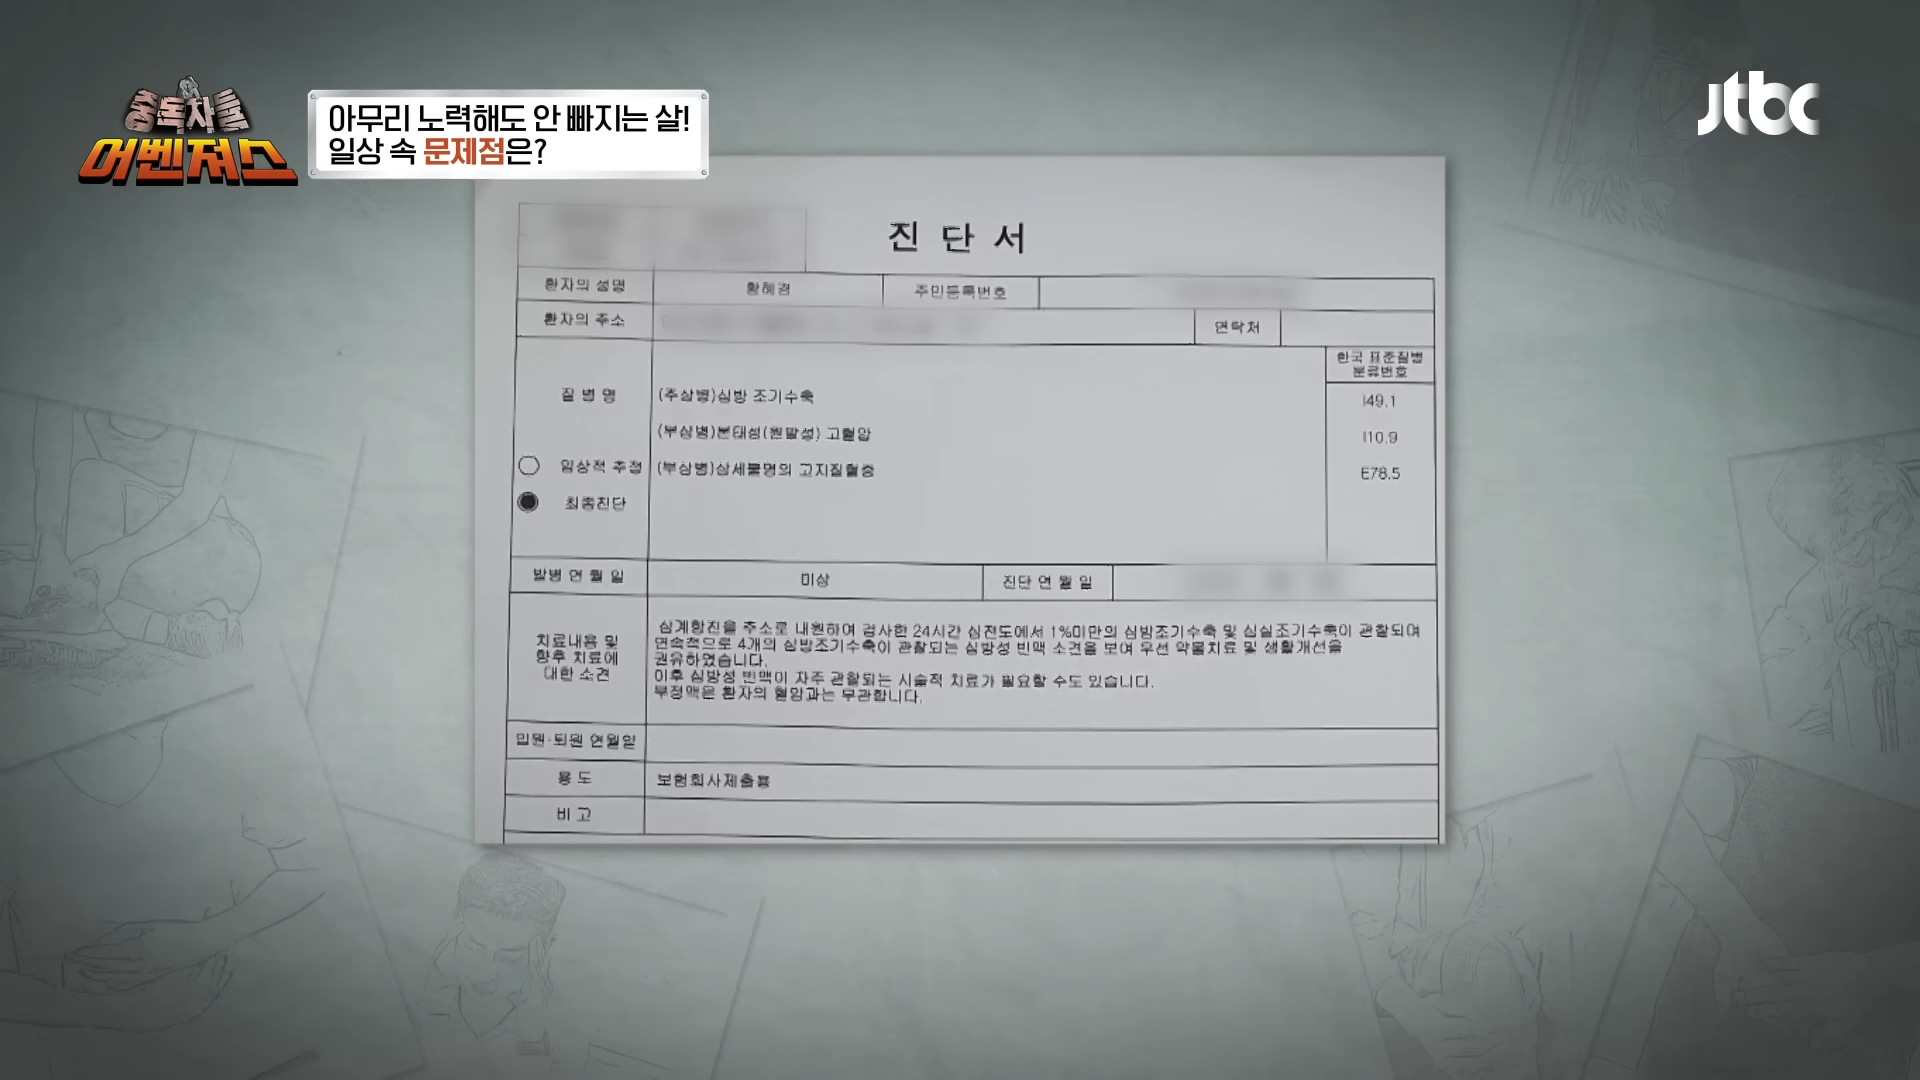 중독자들
어벤져스
아무리 노력해도 안 빠지는 살!
일상 속 문제점은?
jtbc
진 단 서
환자의 성명 황혜경 주민등록번호
환자의 주소 연락처
한국 표준질병
분류번호
질 병 명 (주상병)심방 조기수축 I49.1
(부상병)본태성(원발성) 고혈압 I10.9
임상적 추정 (부상병)상세불명의 고지질혈증 E78.5
최종진단
발병 연 월 일 미상 진단 연 월 일
치료내용 및
향후 치료에
대한 소견
심계항진을 주소로 내원하여 검사한 24시간 심전도에서 1%미만의 심방조기수축 및 심실조기수축이 관찰되며
연속적으로 4개의 심방조기수축이 관찰되는 심방성 빈맥 소견을 보여 우선 약물치료 및 생활개선을
권유하였습니다.
이후 심방성 빈맥이 자주 관찰되는 시술적 치료가 필요할 수도 있습니다.
부정맥은 환자의 혈압과는 무관합니다.
입원·퇴원 연월일
용 도 보험회사제출용
비 고